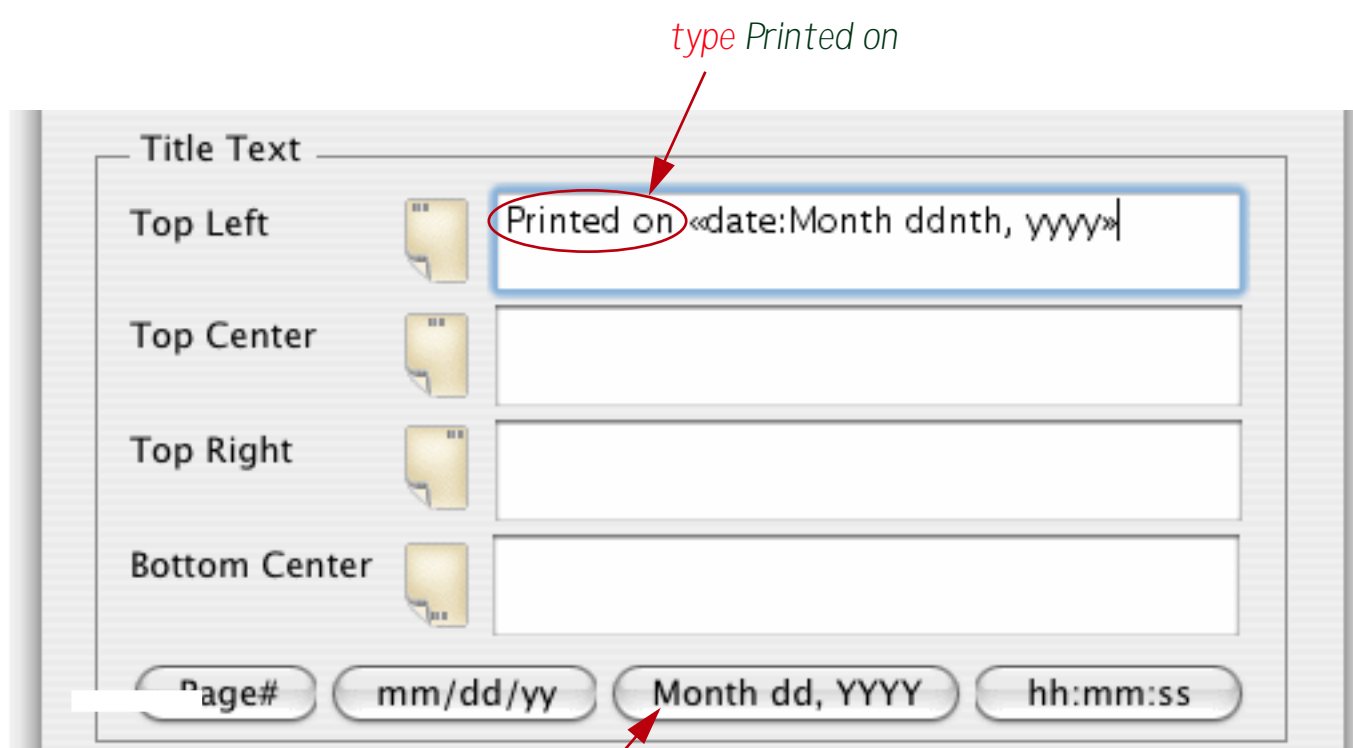 type Printed on
Title Text
Top Left
Printed on «date:Month ddnth, yyyy»
Top Center
Top Right
Bottom Center
Page# mm/dd/yy Month dd, YYYY hh:mm:ss